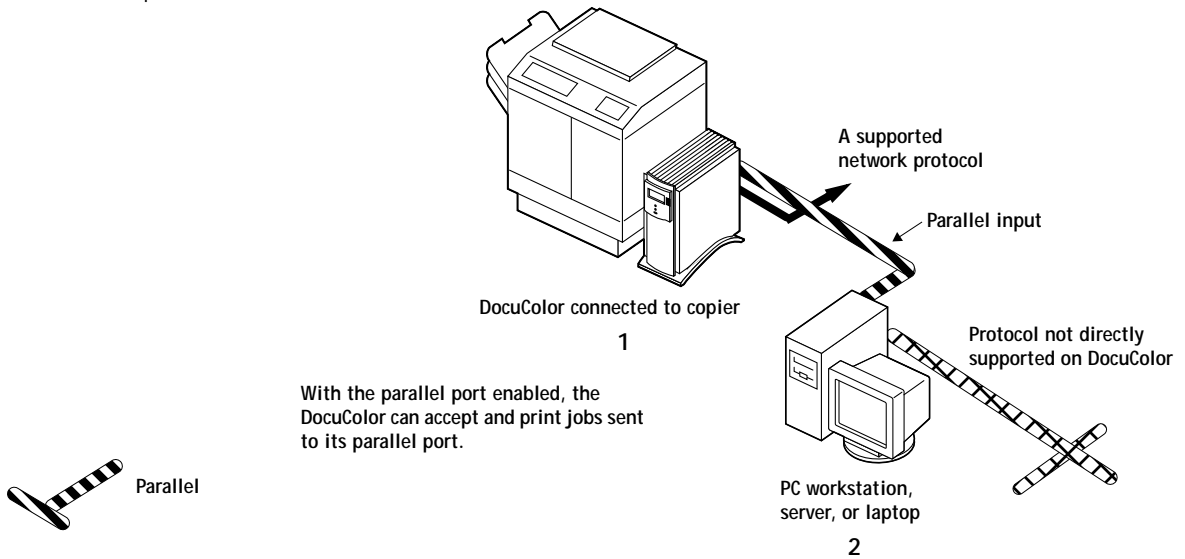 A supported
network protocol
Parallel input
DocuColor connected to copier
1
Protocol not directly
supported on DocuColor
With the parallel port enabled, the
DocuColor can accept and print jobs sent
to its parallel port.
Parallel
PC workstation,
server, or laptop
2